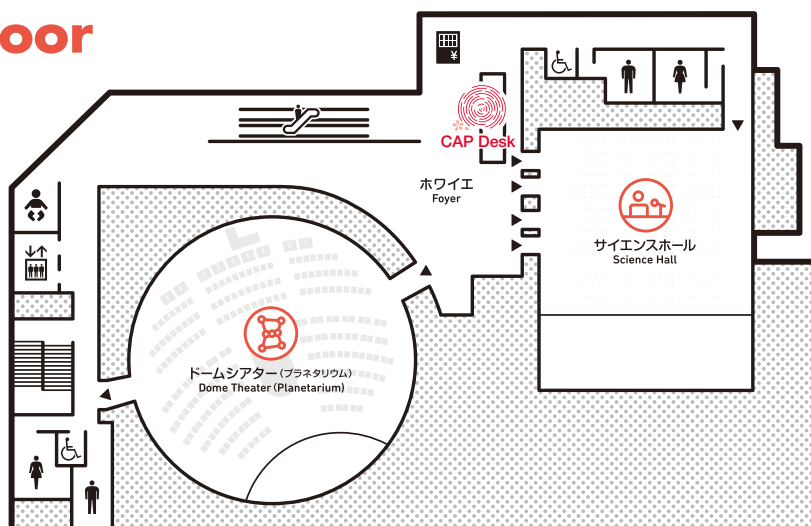 oor
¥
CAP Desk
ホワイエ
Foyer
サイエンスホール
Science Hall
ドームシアター（プラネタリウム）
Dome Theater (Planetarium)